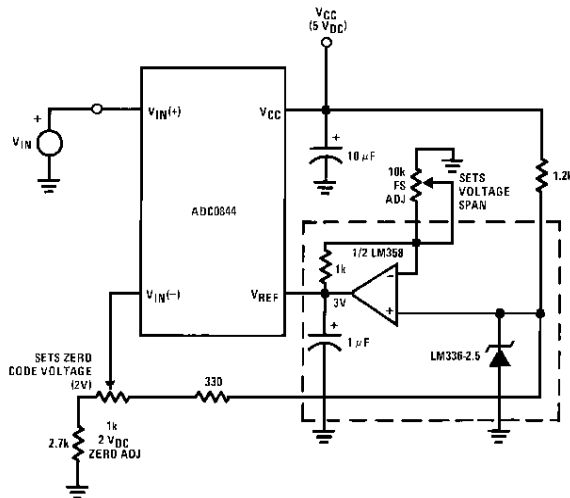 VCC
(5 VDC)
VIN(+)
VCC
+
VIN
+
10 µF
10k
FS
ADJ
SETS
VOLTAGE
SPAN
1.2k
ADC0844
1/2 LM358
1k
VIN(−)
VREF
3V
−
+
+
1 µF
LM336-2.5
SETS ZERO
CODE VOLTAGE
(2V)
330
1k
2 VDC
ZERO ADJ
2.7k